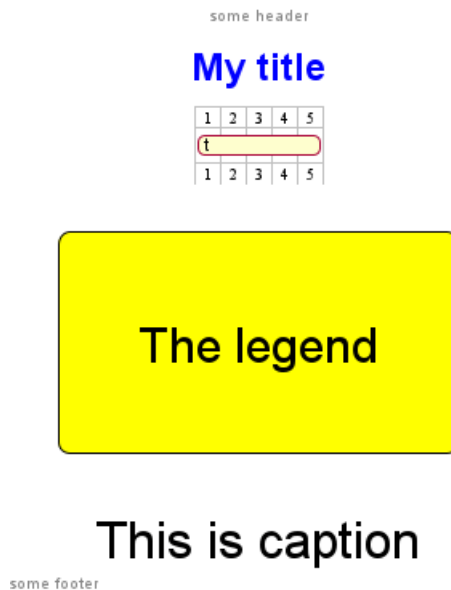 some header
My title
1 2 3 4 5
t
1 2 3 4 5
The legend
This is caption
some footer